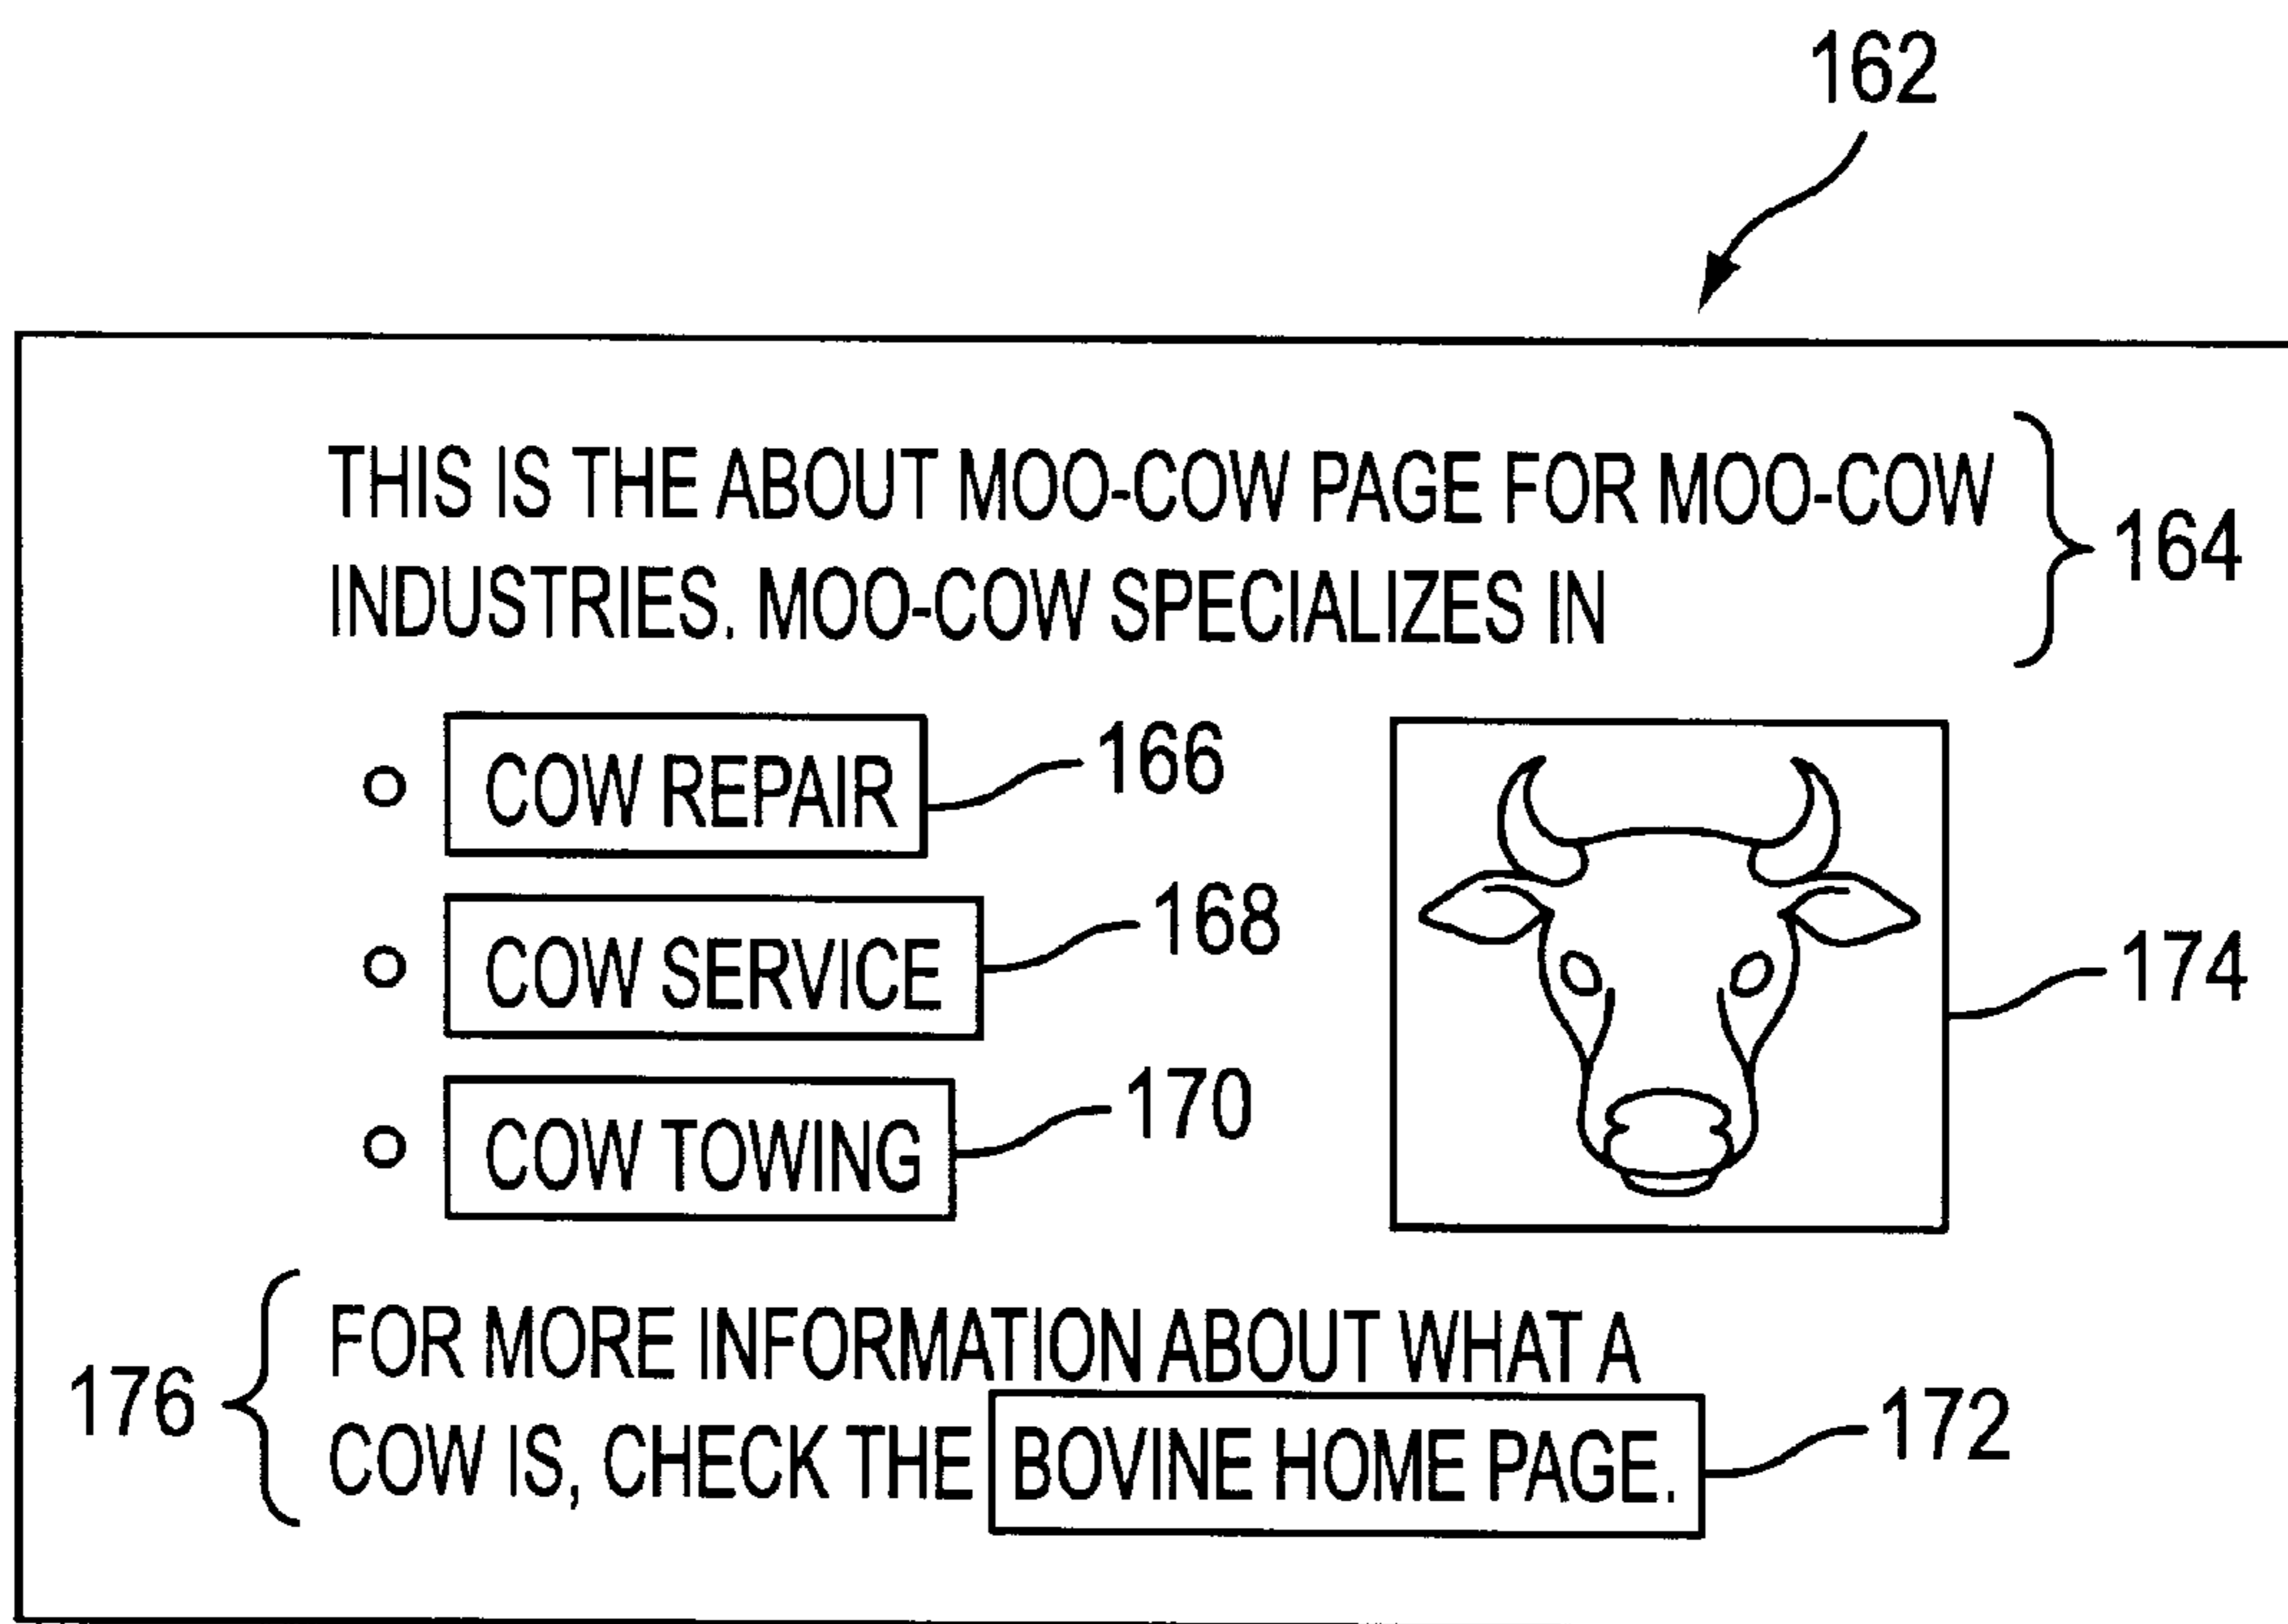 162
THIS IS THE ABOUT MOO-COW PAGE FOR MOO-COW
INDUSTRIES. MOO-COW SPECIALIZES IN
164
COW REPAIR
166
COW SERVICE
168
COW TOWING
170
174
FOR MORE INFORMATION ABOUT WHAT A
COW IS, CHECK THE BOVINE HOME PAGE.
176
172